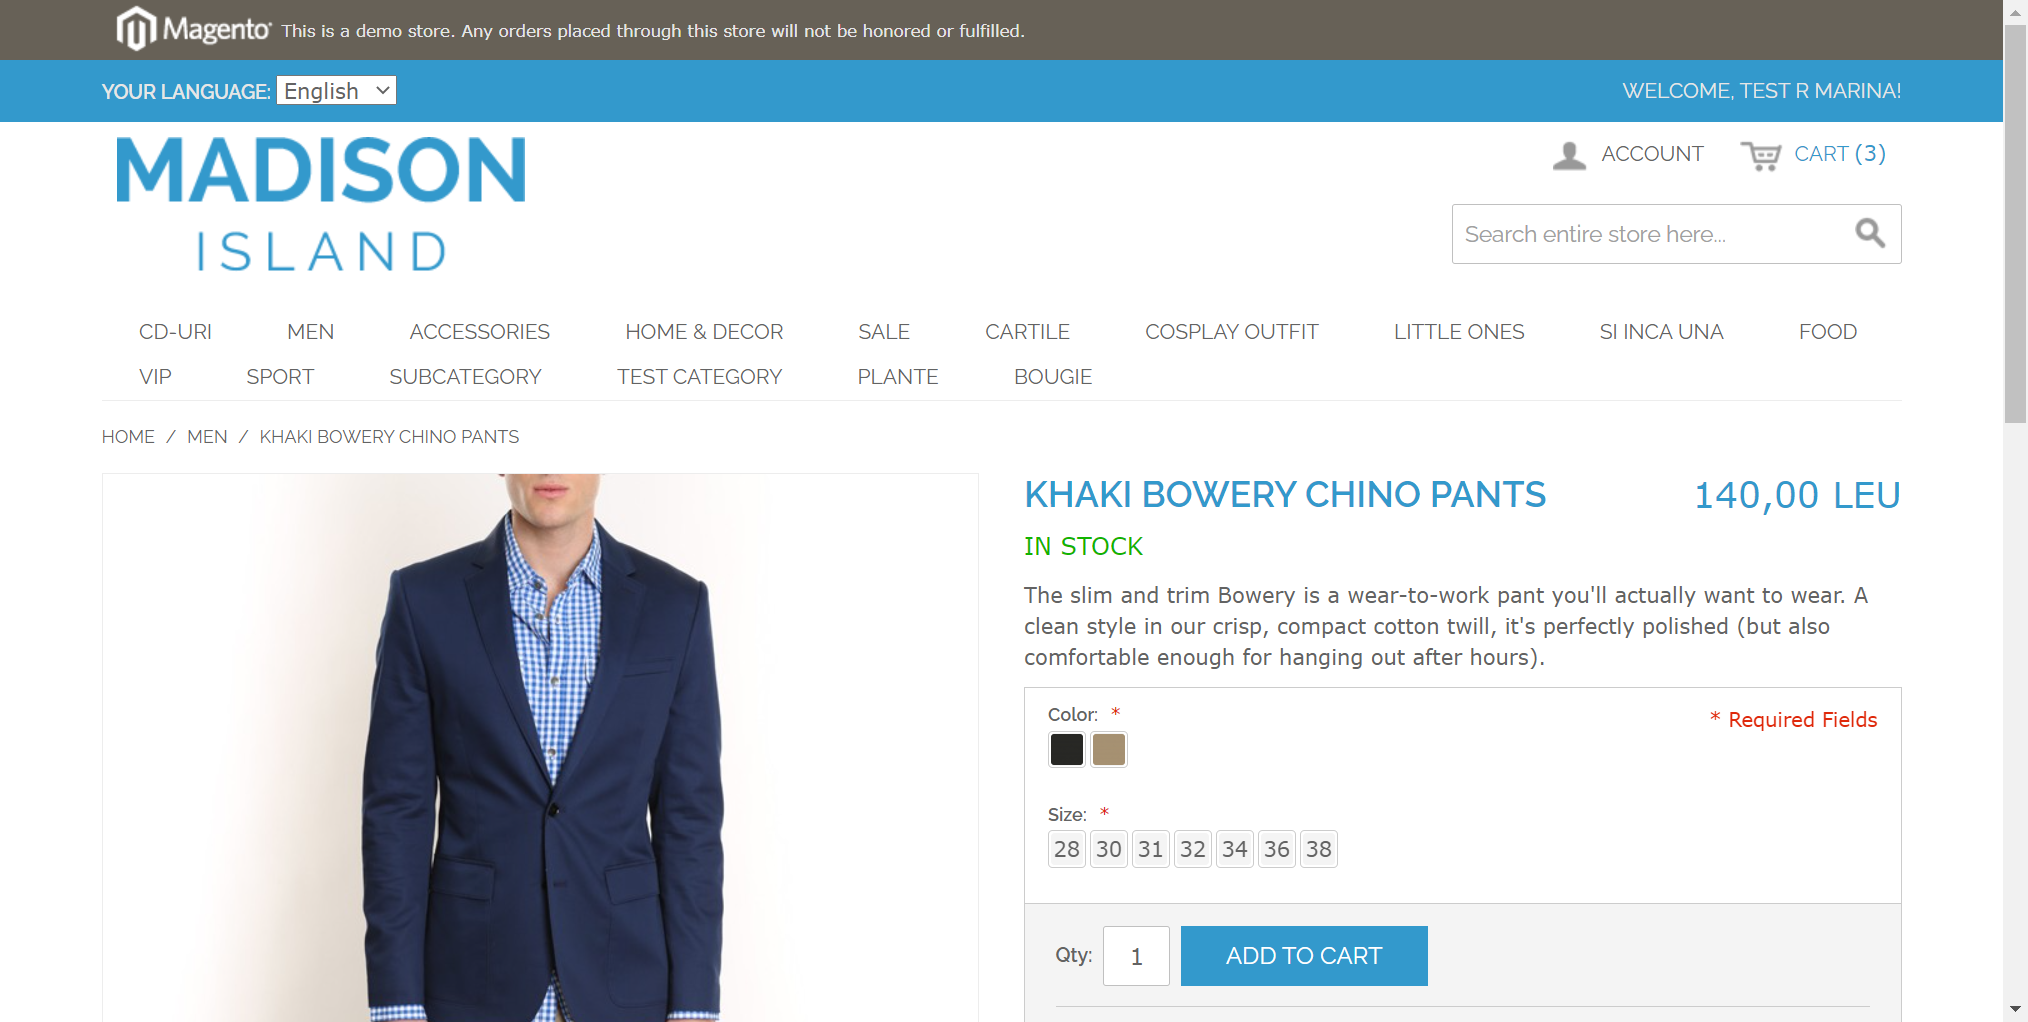 Magento® This is a demo store. Any orders placed through this store will not be honored or fulfilled.
YOUR LANGUAGE: English
WELCOME, TEST R MARINA!
MADISON
ISLAND
ACCOUNT
CART (3)
Search entire store here...
CD-URI MEN ACCESSORIES HOME & DECOR SALE CARTILE COSPLAY OUTFIT LITTLE ONES SI INCA UNA FOOD
VIP SPORT SUBCATEGORY TEST CATEGORY PLANTE BOUGIE
HOME / MEN / KHAKI BOWERY CHINO PANTS
KHAKI BOWERY CHINO PANTS
140,00 LEU
IN STOCK
The slim and trim Bowery is a wear-to-work pant you'll actually want to wear. A
clean style in our crisp, compact cotton twill, it's perfectly polished (but also
comfortable enough for hanging out after hours).
Color: *
* Required Fields
Size: *
28 30 31 32 34 36 38
Qty: 1 ADD TO CART